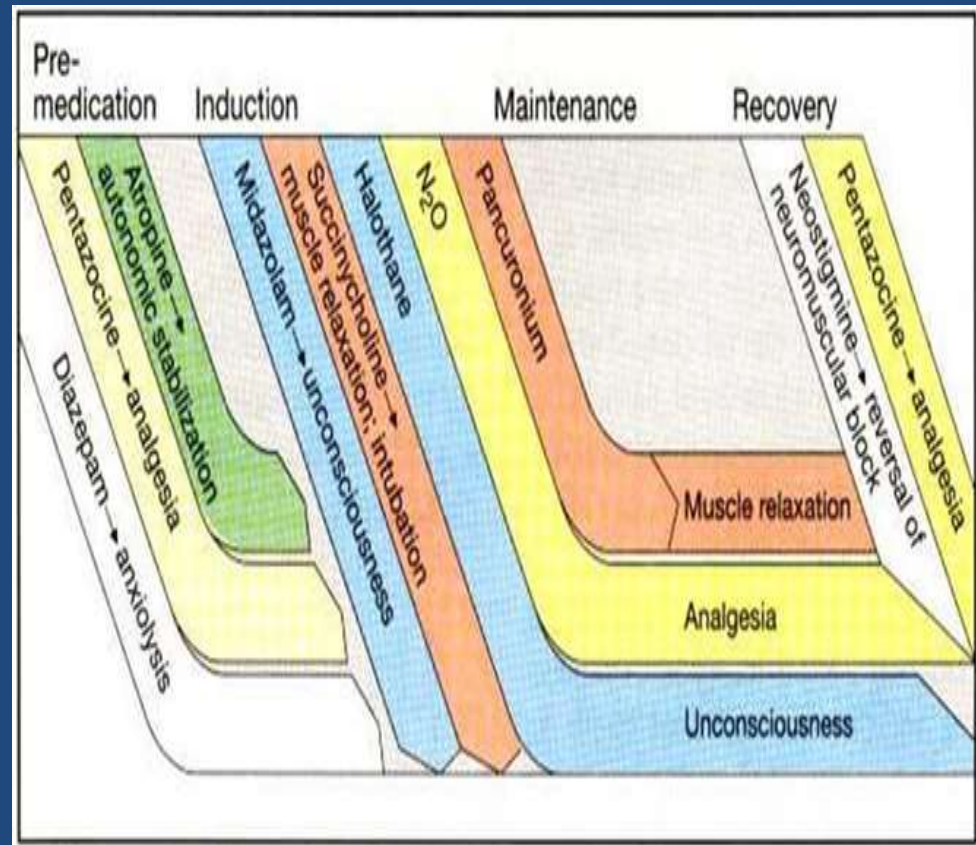 Pre-
medication
Induction
Maintenance
Recovery
Diazepam → anxiolysis
Pentazocine → analgesia
Atropine →
autonomic stabilization
Midazolam → unconsciousness
Succinycholine →
muscle relaxation; intubation
Halothane
N₂O
Pancuronium
Neostigmine → reversal of
neuromuscular block
Pentazocine → analgesia
Muscle relaxation
Analgesia
Unconsciousness